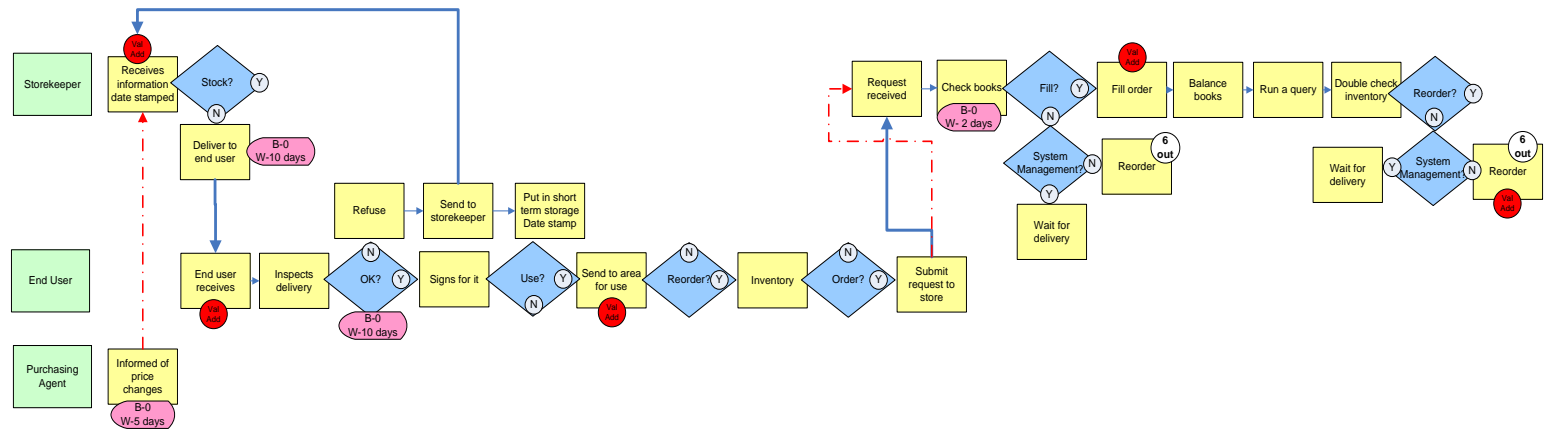 Storekeeper
Val
Add
Receives
information
date stamped
Stock?
Y
N
Deliver to
end user
B-0
W-10 days
Request
received
Check books
B-0
W- 2 days
Fill?
Y
N
Val
Add
Fill order
Balance
books
Run a query
Double check
inventory
Reorder?
Y
N
System
Management?
N
Y
Reorder
6
out
Wait for
delivery
Wait for
delivery
Y
System
Management?
N
Reorder
6
out
Val
Add
Refuse
Send to
storekeeper
Put in short
term storage
Date stamp
End User
End user
receives
Val
Add
Inspects
delivery
N
OK?
Y
B-0
W-10 days
Signs for it
Use?
Y
N
Send to area
for use
Val
Add
N
Reorder?
Y
Inventory
N
Order?
Y
Submit
request to
store
Purchasing
Agent
Informed of
price
changes
B-0
W-5 days